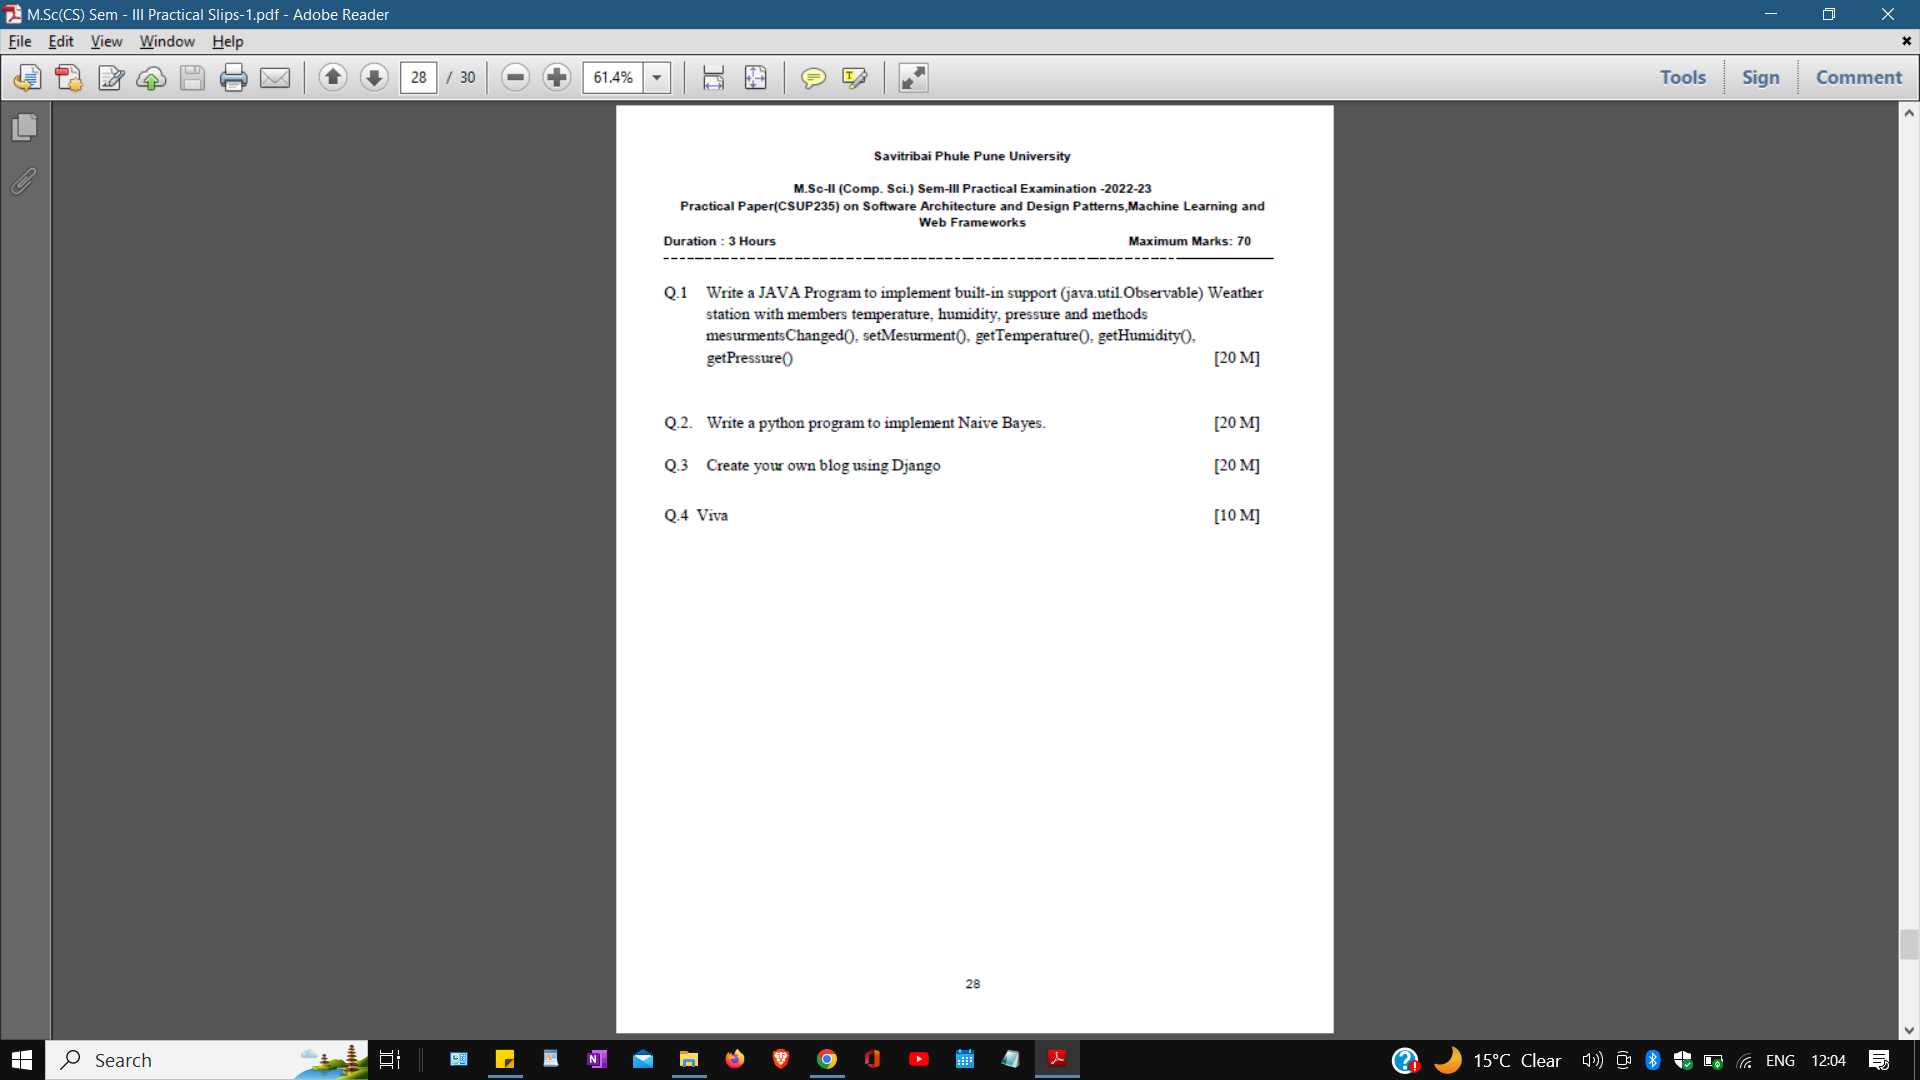 M.Sc(CS) Sem - III Practical Slips-1.pdf - Adobe Reader
File Edit View Window Help
28 / 30 61.4% Tools Sign Comment
Savitribai Phule Pune University
M.Sc-II (Comp. Sci.) Sem-III Practical Examination -2022-23
Practical Paper(CSUP235) on Software Architecture and Design Patterns,Machine Learning and
Web Frameworks
Duration : 3 Hours Maximum Marks: 70
Q.1 Write a JAVA Program to implement built-in support (java.util.Observable) Weather
station with members temperature, humidity, pressure and methods
mesurmentsChanged(), setMesurment(), getTemperature(), getHumidity(),
getPressure() [20 M]
Q.2. Write a python program to implement Naive Bayes. [20 M]
Q.3 Create your own blog using Django [20 M]
Q.4 Viva [10 M]
28
Search 15°C Clear ENG 12:04